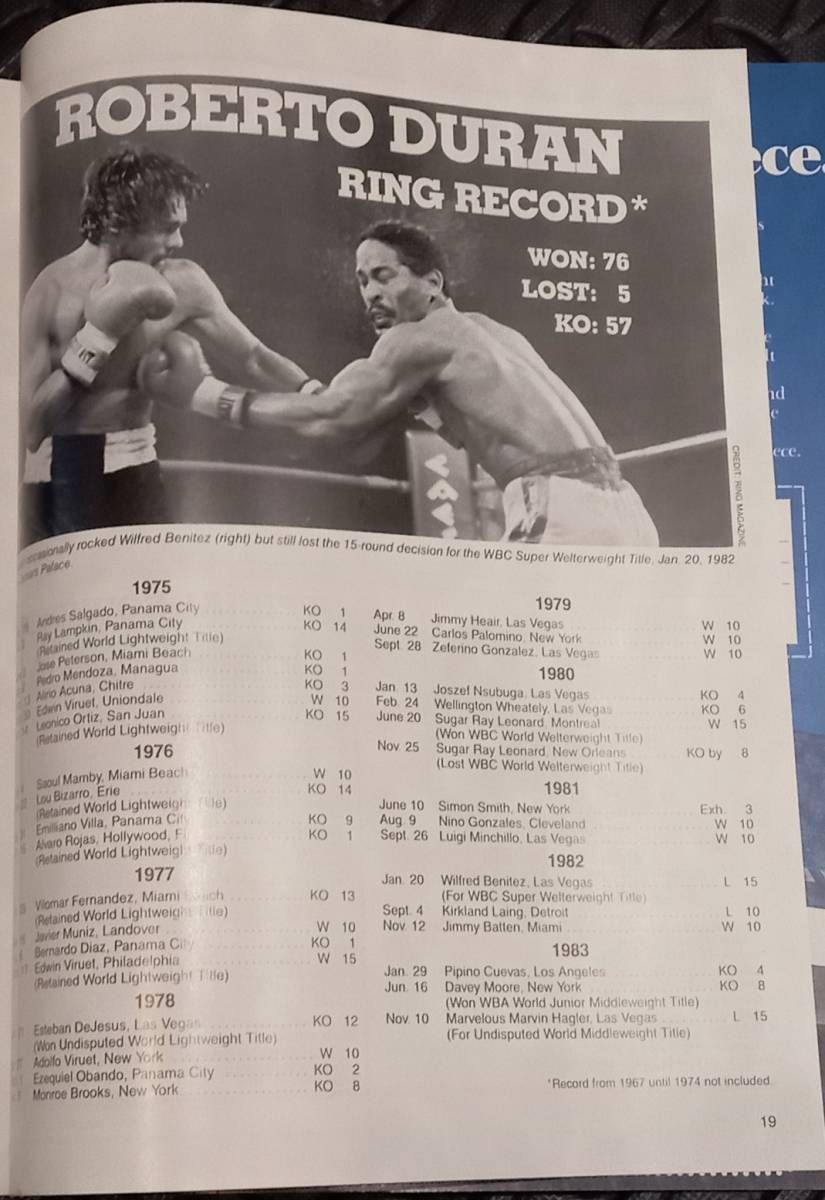 ROBERTO DURAN
RING RECORD*
WON: 76
LOST: 5
KO: 57
CREDIT: RING MAGAZINE
occasionally rocked Wilfred Benitez (right) but still lost the 15-round decision for the WBC Super Welterweight Title, Jan. 20, 1982
Palace.
1975
Andres Salgado, Panama City KO 1
Ray Lampkin, Panama City KO 14
(Retained World Lightweight Title)
Jose Peterson, Miami Beach KO 1
Pedro Mendoza, Managua KO 1
Alirio Acuna, Chitre KO 3
Edwin Viruet, Uniondale W 10
Leonico Ortiz, San Juan KO 15
(Retained World Lightweight Title)
1976
Saoul Mamby, Miami Beach W 10
Lou Bizarro, Erie KO 14
(Retained World Lightweight Title)
Emiliano Villa, Panama City KO 9
Alvaro Rojas, Hollywood, Fl KO 1
(Retained World Lightweight Title)
1977
Vilomar Fernandez, Miami Beach KO 13
(Retained World Lightweight Title)
Javier Muniz, Landover W 10
Bernardo Diaz, Panama City KO 1
Edwin Viruet, Philadelphia W 15
(Retained World Lightweight Title)
1978
Esteban DeJesus, Las Vegas KO 12
(Won Undisputed World Lightweight Title)
Adolfo Viruet, New York W 10
Ezequiel Obando, Panama City KO 2
Monroe Brooks, New York KO 8
1979
Apr. 8 Jimmy Heair, Las Vegas W 10
June 22 Carlos Palomino, New York W 10
Sept. 28 Zeferino Gonzalez, Las Vegas W 10
1980
Jan. 13 Joszef Nsubuga, Las Vegas KO 4
Feb. 24 Wellington Wheately, Las Vegas KO 6
June 20 Sugar Ray Leonard, Montreal W 15
(Won WBC World Welterweight Title)
Nov. 25 Sugar Ray Leonard, New Orleans KO by 8
(Lost WBC World Welterweight Title)
1981
June 10 Simon Smith, New York Exh. 3
Aug. 9 Nino Gonzales, Cleveland W 10
Sept. 26 Luigi Minchillo, Las Vegas W 10
1982
Jan. 20 Wilfred Benitez, Las Vegas L 15
(For WBC Super Welterweight Title)
Sept. 4 Kirkland Laing, Detroit L 10
Nov. 12 Jimmy Batten, Miami W 10
1983
Jan. 29 Pipino Cuevas, Los Angeles KO 4
Jun. 16 Davey Moore, New York KO 8
(Won WBA World Junior Middleweight Title)
Nov. 10 Marvelous Marvin Hagler, Las Vegas L 15
(For Undisputed World Middleweight Title)
*Record from 1967 until 1974 not included.
19
ece.
ece.